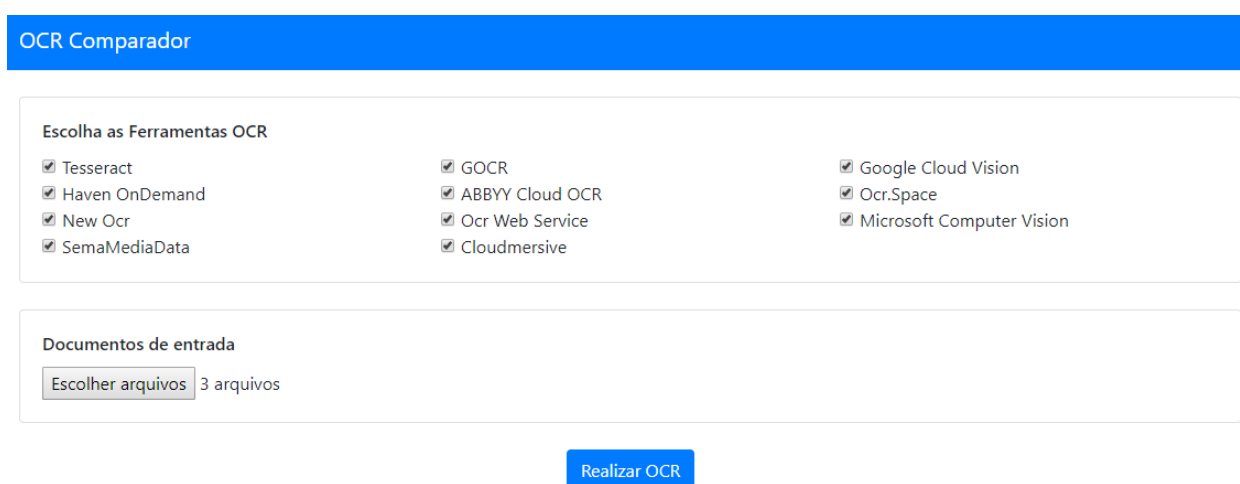 OCR Comparador
Escolha as Ferramentas OCR
Tesseract GOCR Google Cloud Vision
Haven OnDemand ABBYY Cloud OCR Ocr.Space
New Ocr Ocr Web Service Microsoft Computer Vision
SemaMediaData Cloudmersive
Documentos de entrada
Escolher arquivos 3 arquivos
Realizar OCR